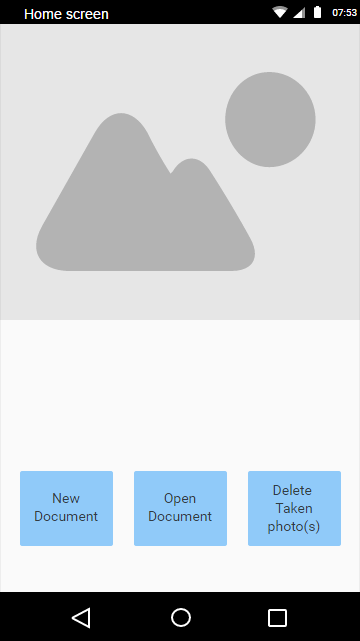 Home screen
07:53
New
Document
Open
Document
Delete
Taken
photo(s)